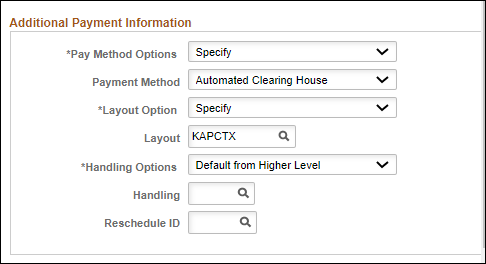 Additional Payment Information
*Pay Method Options Specify
Payment Method Automated Clearing House
*Layout Option Specify
Layout KAPCTX
*Handling Options Default from Higher Level
Handling
Reschedule ID